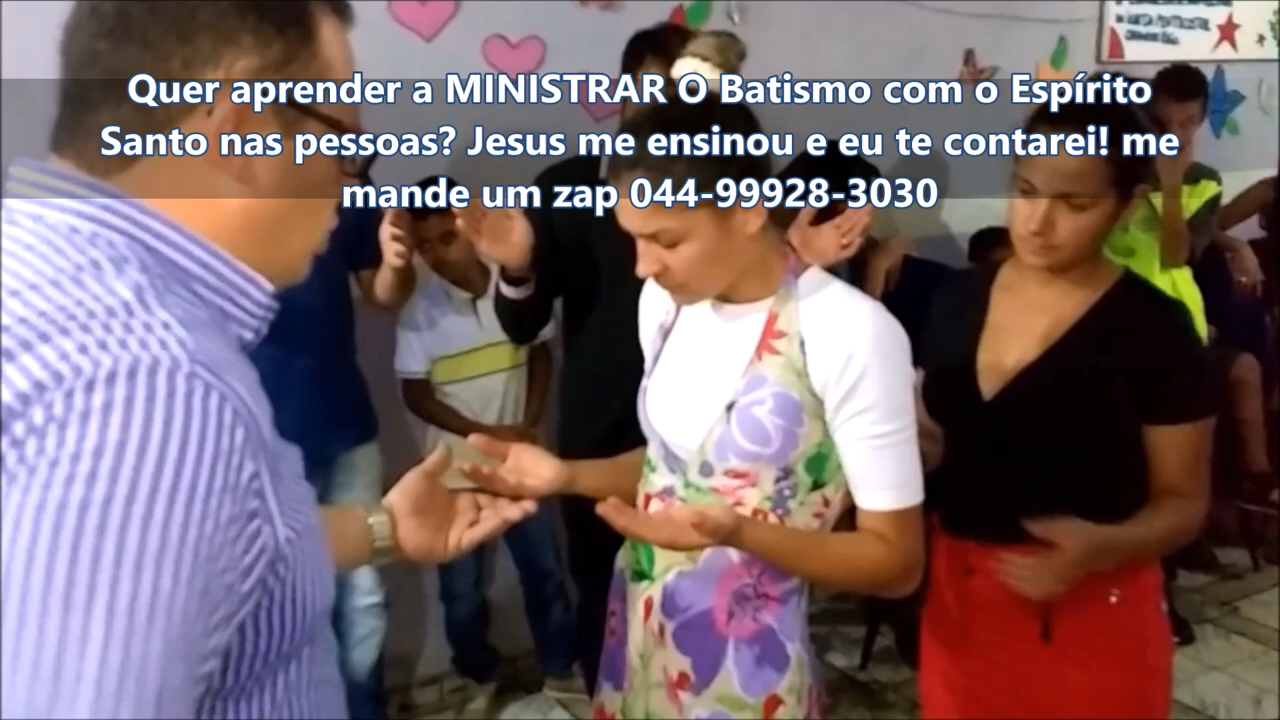 Quer aprender a MINISTRAR O Batismo com o Espírito
Santo nas pessoas? Jesus me ensinou e eu te contarei! me
mande um zap 044-99928-3030